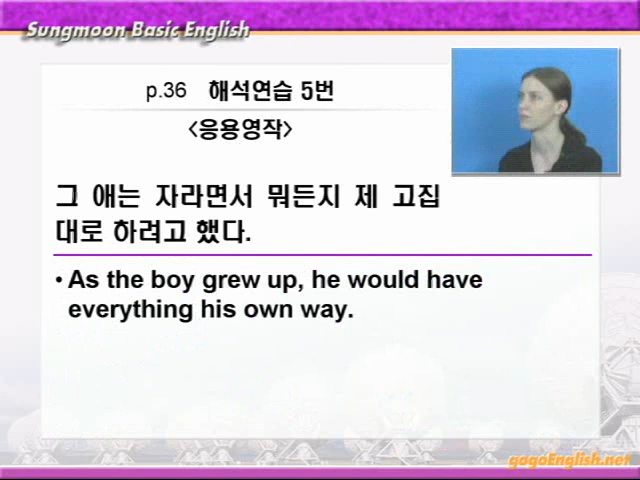 Sungmoon Basic English
p.36 해석연습 5번
<응용영작>
그 애는 자라면서 뭐든지 제 고집
대로 하려고 했다.
• As the boy grew up, he would have
everything his own way.
gogoEnglish.net